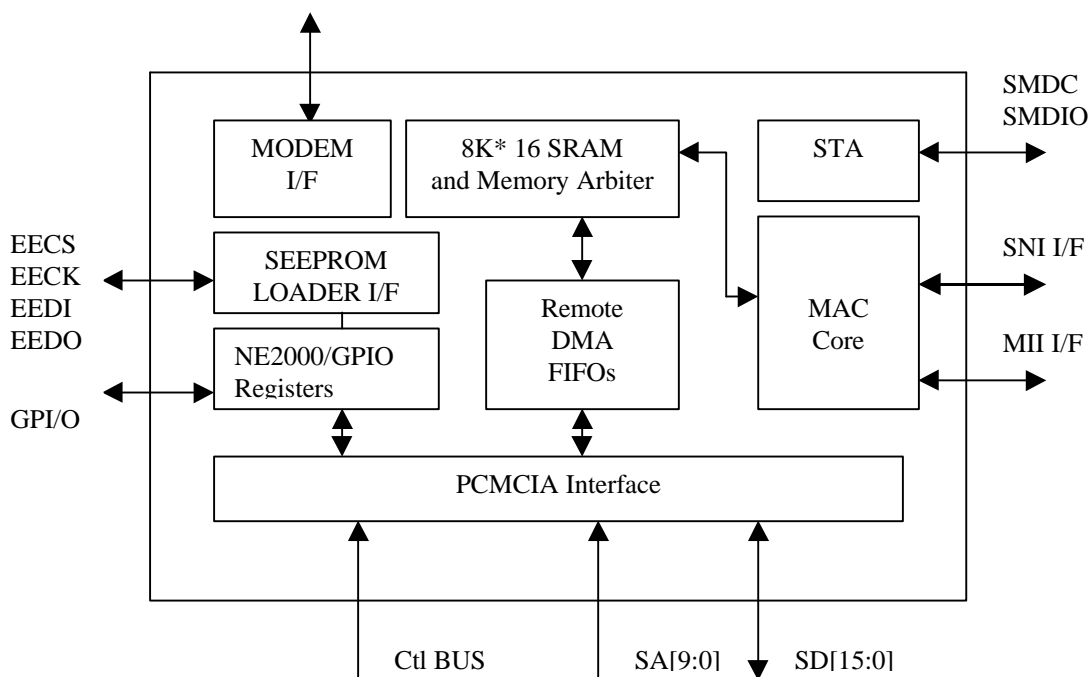 SMDC
SMDIO
MODEM
I/F
8K* 16 SRAM
and Memory Arbiter
STA
EECS
EECK
EEDI
EEDO
SEEPROM
LOADER I/F
Remote
DMA
FIFOs
MAC
Core
SNI I/F
MII I/F
NE2000/GPIO
Registers
GPI/O
PCMCIA Interface
Ctl BUS
SA[9:0]
SD[15:0]